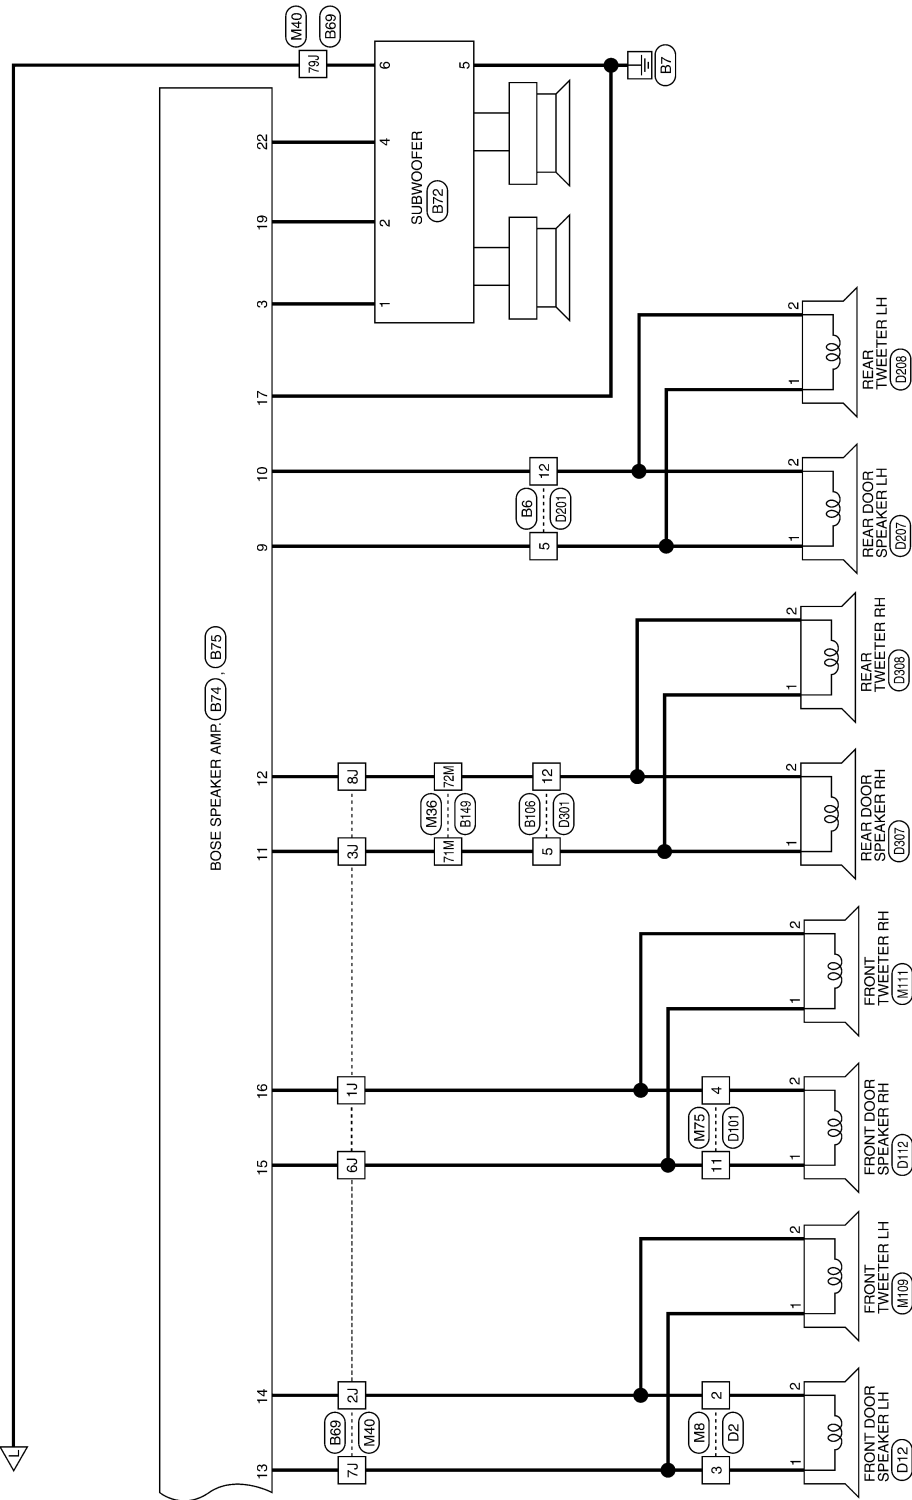 L
BOSE SPEAKER AMP. B74 , B75
13
14
15
16
11
12
9
10
17
3
19
22
B69
M40
7J
2J
6J
1J
3J
8J
M40
B69
79J
M36
B149
71M
72M
B106
D301
5
12
B6
D201
5
12
1
2
4
6
SUBWOOFER
B72
5
B7
M8
D2
3
2
M75
D101
11
4
1
2
FRONT DOOR
SPEAKER LH
D12
1
2
FRONT
TWEETER LH
M109
1
2
FRONT DOOR
SPEAKER RH
D112
1
2
FRONT
TWEETER RH
M111
1
2
REAR DOOR
SPEAKER RH
D307
1
2
REAR
TWEETER RH
D308
1
2
REAR DOOR
SPEAKER LH
D207
1
2
REAR
TWEETER LH
D208